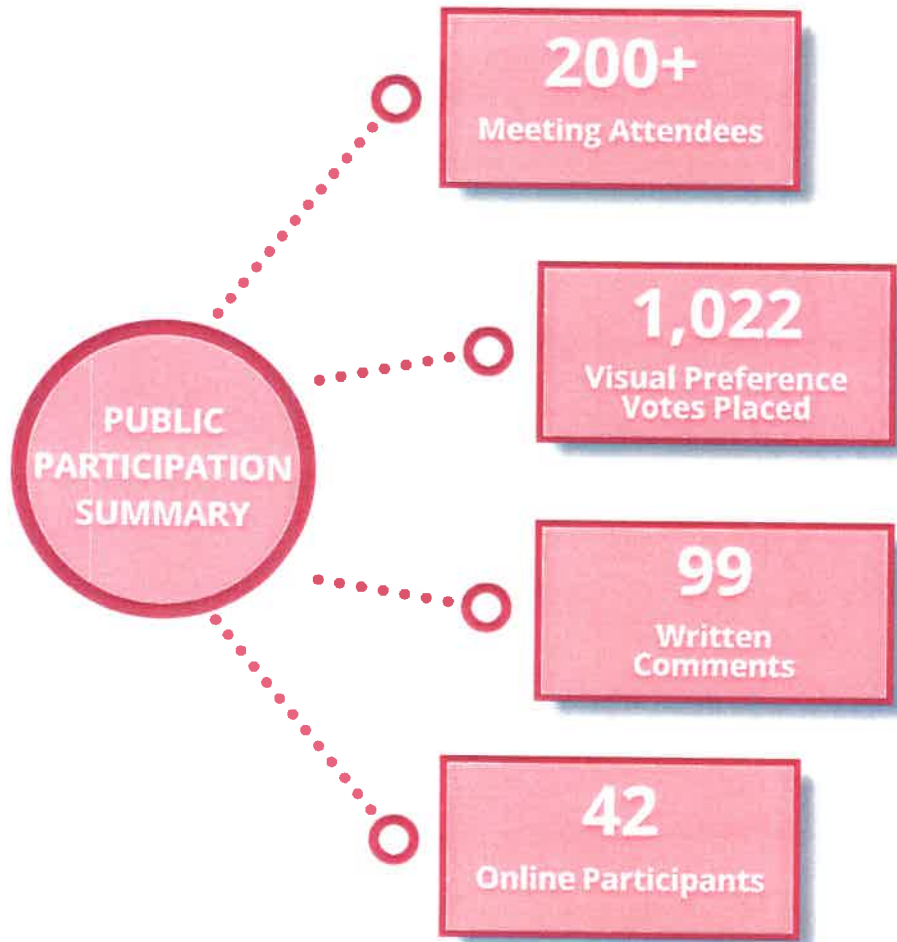 200+
Meeting Attendees
1,022
Visual Preference
Votes Placed
PUBLIC
PARTICIPATION
SUMMARY
99
Written
Comments
42
Online Participants